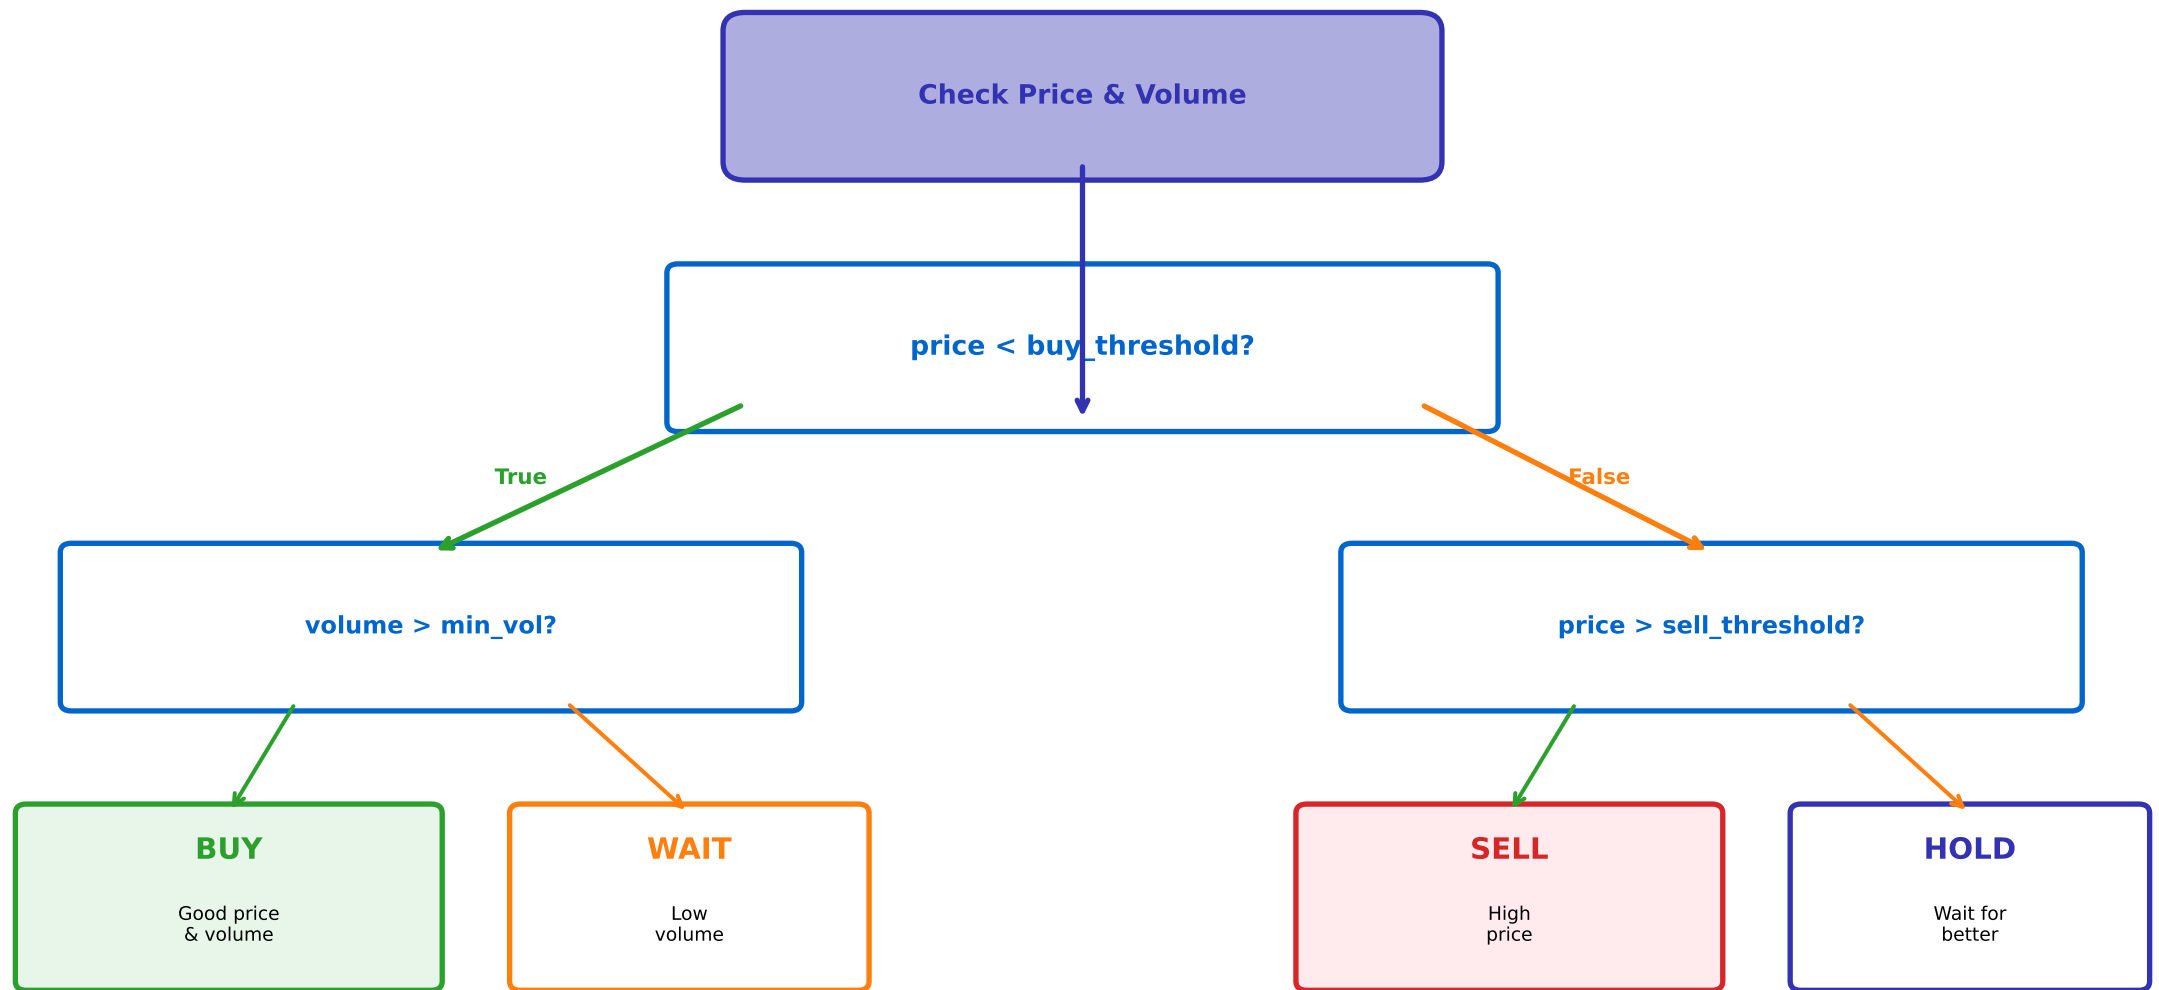 Check Price & Volume
price < buy_threshold?
True
False
volume > min_vol?
price > sell_threshold?
BUY
Good price
& volume
WAIT
Low
volume
SELL
High
price
HOLD
Wait for
better